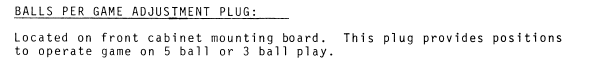 BALLS PER GAME ADJUSTMENT PLUG:
Located on front cabinet mounting board. This plug provides positions
to operate game on 5 ball or 3 ball play.